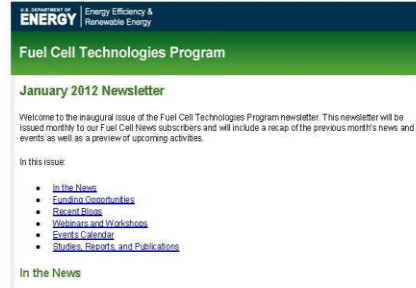 U.S. DEPARTMENT OF
ENERGY
Energy Efficiency &
Renewable Energy
Fuel Cell Technologies Program
January 2012 Newsletter
Welcome to the inaugural issue of the Fuel Cell Technologies Program newsletter. This newsletter will be
issued monthly to our Fuel Cell News subscribers and will include a recap of the previous month's news and
events as well as a preview of upcoming activities.
In this issue:
• In the News
• Funding Opportunities
• Recent Blogs
• Webinars and Workshops
• Events Calendar
• Studies, Reports, and Publications
In the News